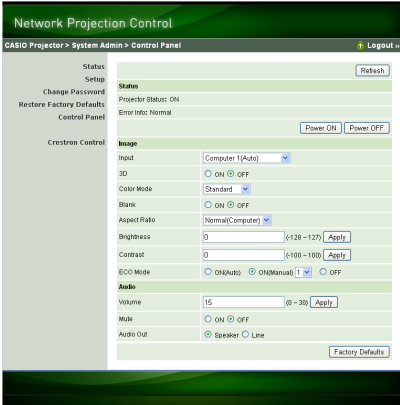 Network Projection Control
CASIO Projector > System Admin > Control Panel
Logout
Status
Setup
Change Password
Restore Factory Defaults
Control Panel
Crestron Control
Refresh
Status
Projector Status: ON
Error Info: Normal
Power ON Power OFF
Image
Input Computer 1(Auto)
3D ON OFF
Color Mode Standard
Blank ON OFF
Aspect Ratio Normal(Computer)
Brightness 0 (-128 ~ 127) Apply
Contrast 0 (-100 ~ 100) Apply
ECO Mode ON(Auto) ON(Manual) 1 OFF
Audio
Volume 15 (0 ~ 30) Apply
Mute ON OFF
Audio Out Speaker Line
Factory Defaults